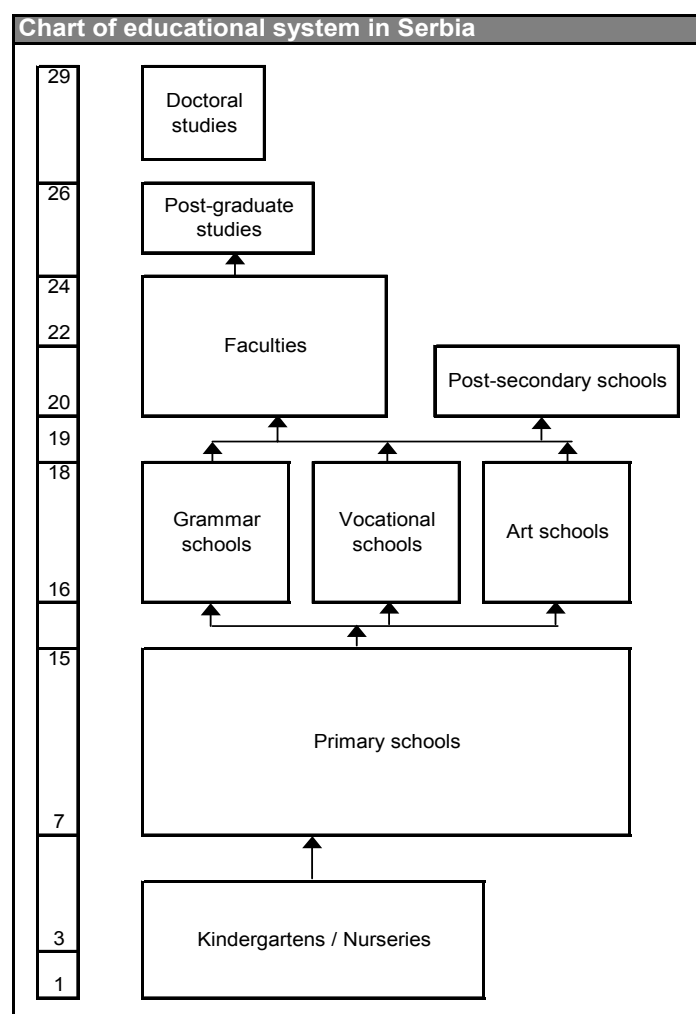 Chart of educational system in Serbia
29
Doctoral
studies
26
Post-graduate
studies
24
22
Faculties
Post-secondary schools
20
19
18
Grammar
schools
Vocational
schools
Art schools
16
15
Primary schools
7
3
Kindergartens / Nurseries
1